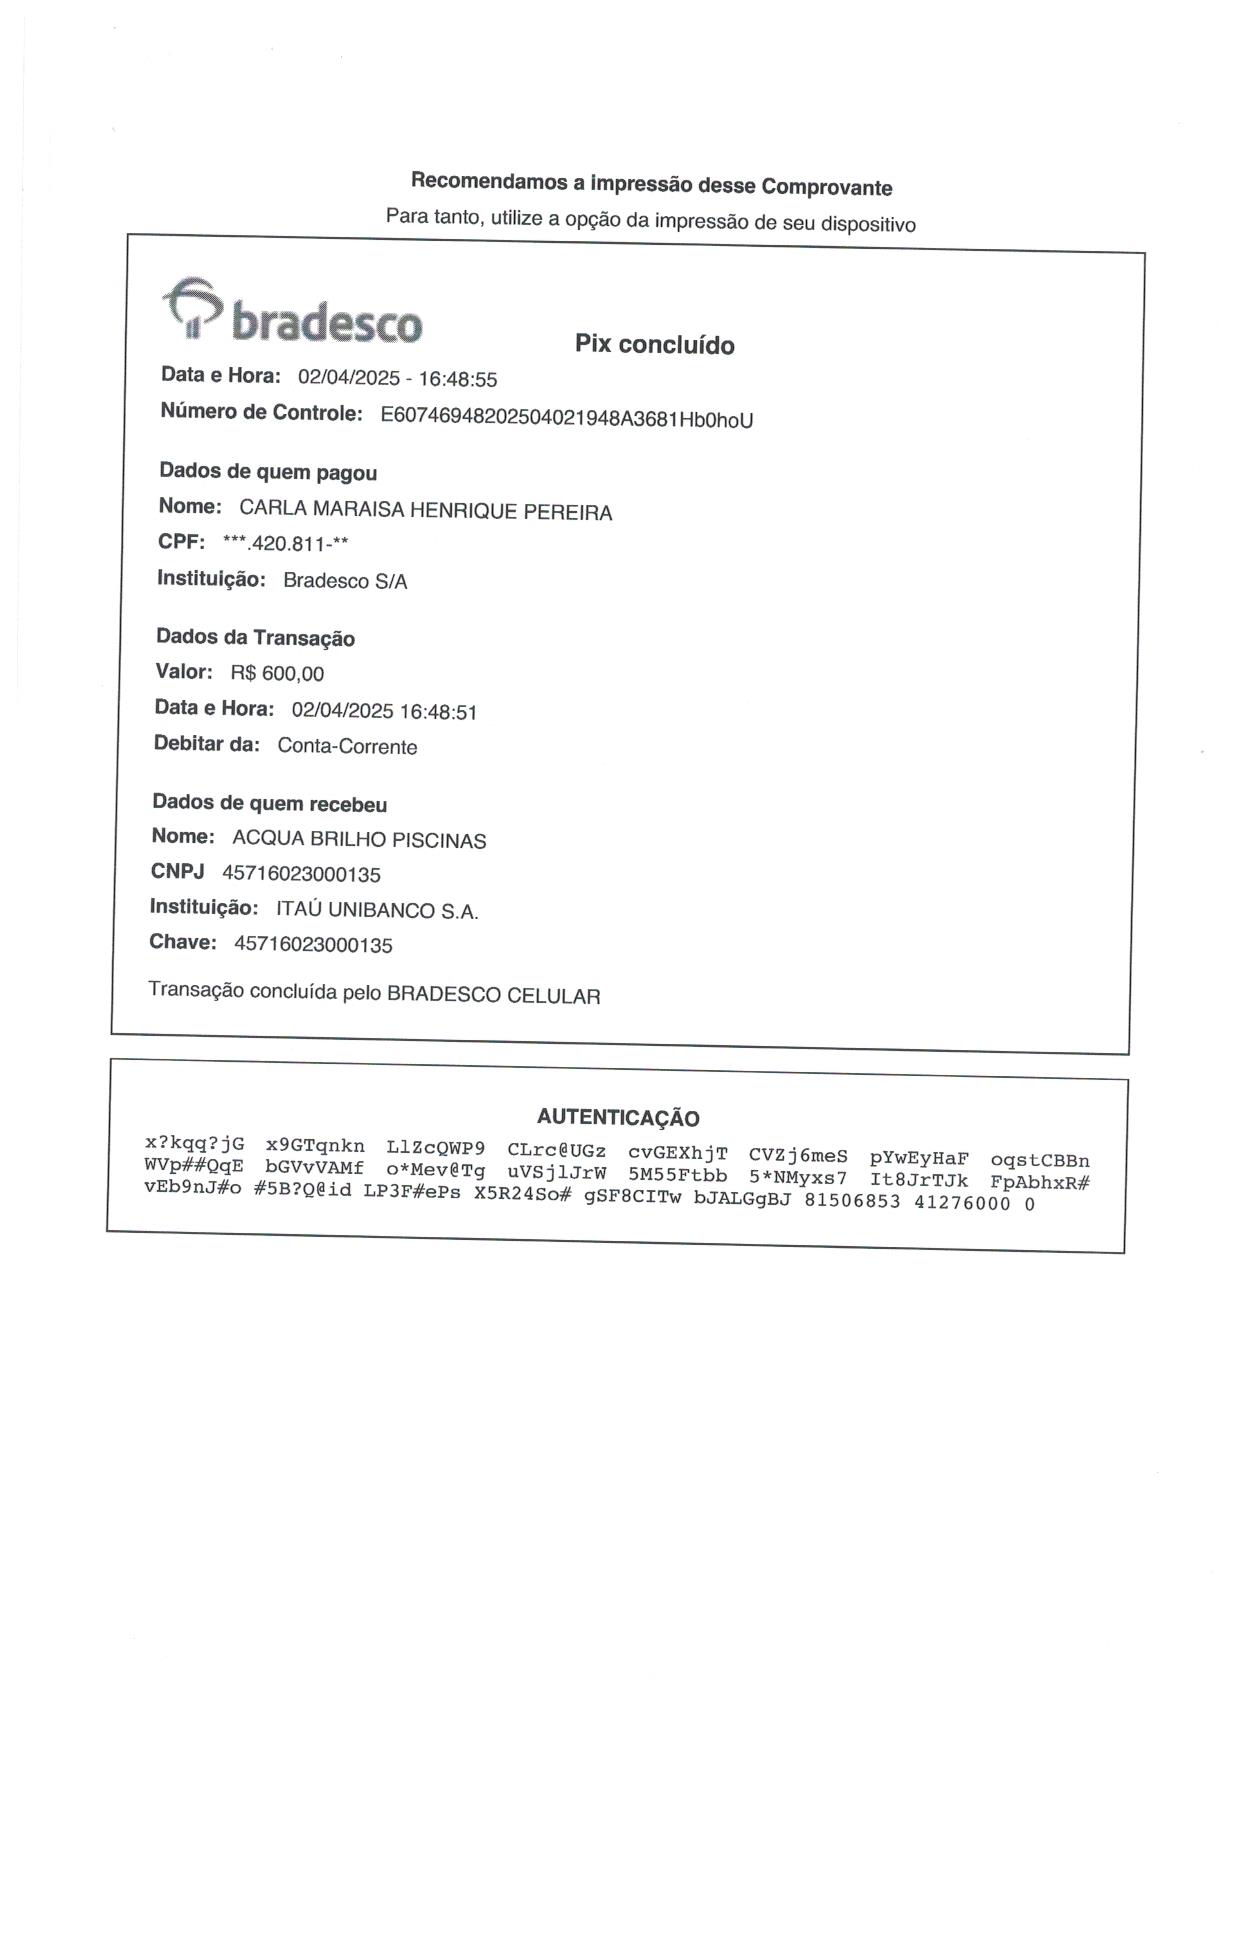 Recomendamos a impressão desse Comprovante
Para tanto, utilize a opção da impressão de seu dispositivo
bradesco
Pix concluído
Data e Hora: 02/04/2025 - 16:48:55
Número de Controle: E60746948202504021948A3681Hb0hoU
Dados de quem pagou
Nome: CARLA MARAISA HENRIQUE PEREIRA
CPF: ***.420.811-**
Instituição: Bradesco S/A
Dados da Transação
Valor: R$ 600,00
Data e Hora: 02/04/2025 16:48:51
Debitar da: Conta-Corrente
Dados de quem recebeu
Nome: ACQUA BRILHO PISCINAS
CNPJ 45716023000135
Instituição: ITAÚ UNIBANCO S.A.
Chave: 45716023000135
Transação concluída pelo BRADESCO CELULAR
AUTENTICAÇÃO
x?kqq?jG x9GTqnkn LlZcQWP9 CLrc@UGz cvGEXhjT CVZj6meS pYwEyHaF oqstCBBn
WVp##QqE bGVvVAMf o*Mev@Tg uVSjlJrW 5M55Ftbb 5*NMyxs7 It8JrTJk FpAbhxR#
vEb9nJ#o #5B?Q@id LP3F#ePs X5R24So# gSF8CITw bJALGgBJ 81506853 41276000 0